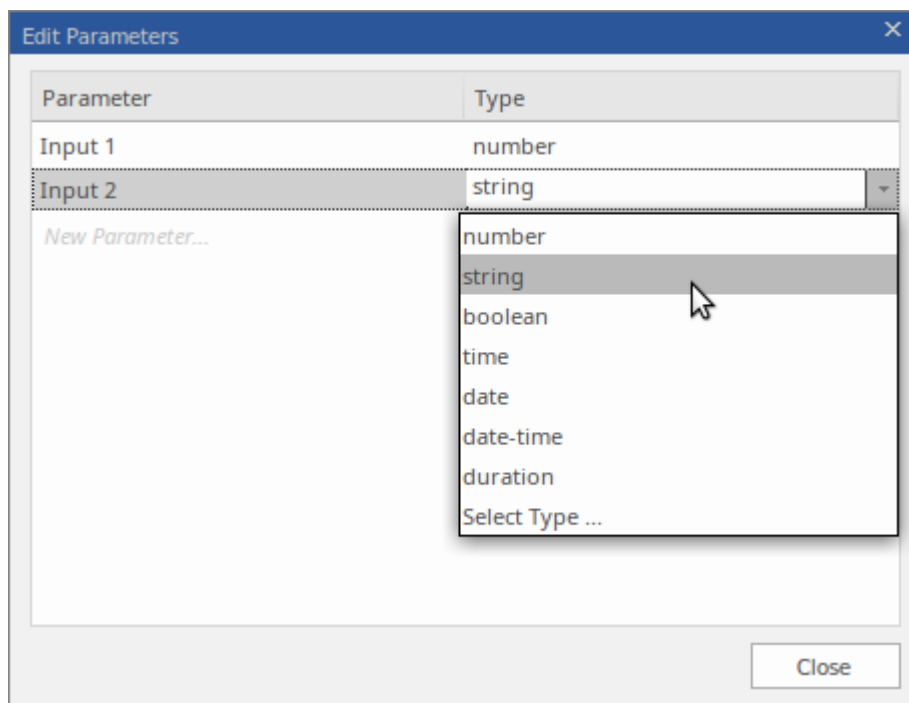 Edit Parameters
Parameter Type
Input 1 number
Input 2 string
New Parameter...
number
string
boolean
time
date
date-time
duration
Select Type ...
Close